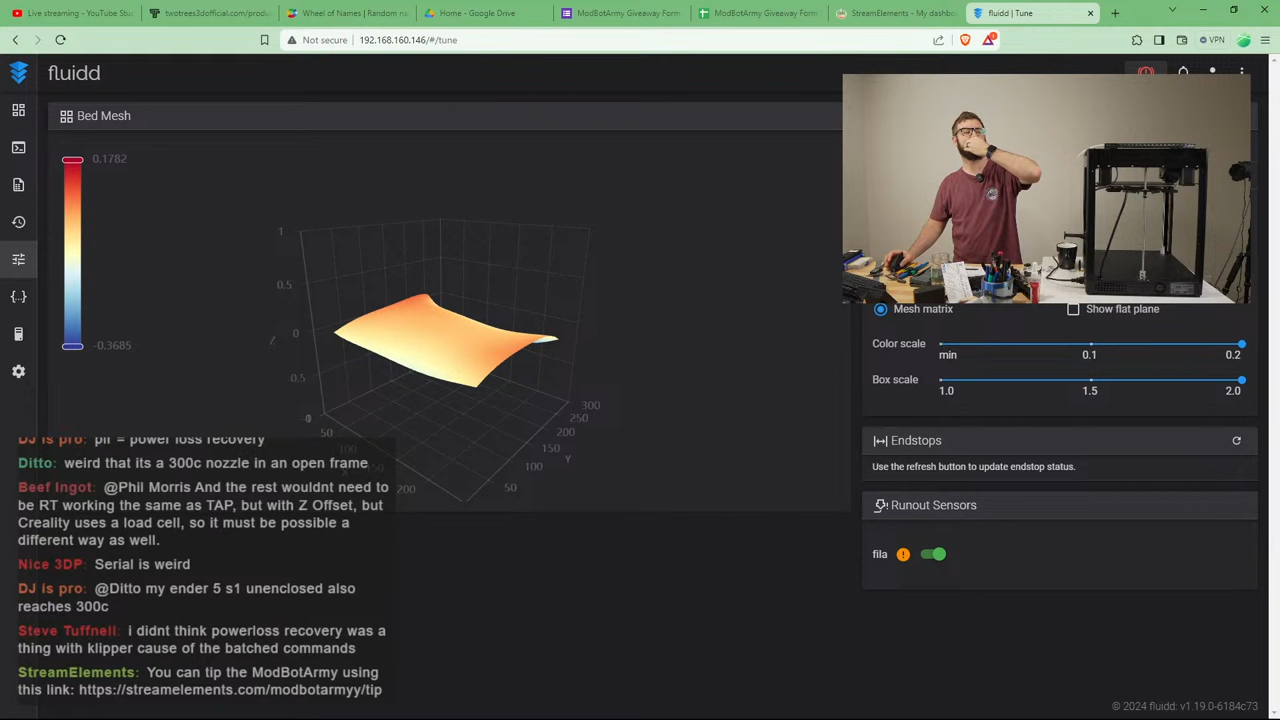 Live streaming - YouTube Stud
twotrees3dofficial.com/produ
Wheel of Names | Random na
Home - Google Drive
ModBotArmy Giveaway Form
ModBotArmy Giveaway Form
StreamElements - My dashbo
fluidd | Tune
Not secure 192.168.160.146/#/tune
VPN
fluidd
Bed Mesh
0.1782
-0.3685
1
0.5
0
-0.5
Z
50
200
300
250
200
150
100
50
Y
Mesh matrix
Show flat plane
Color scale
min 0.1 0.2
Box scale
1.0 1.5 2.0
Endstops
Use the refresh button to update endstop status.
Runout Sensors
fila
DJ is pro: plr = power loss recovery
Ditto: weird that its a 300c nozzle in an open frame
Beef Ingot: @Phil Morris And the rest wouldnt need to
be RT working the same as TAP, but with Z Offset, but
Creality uses a load cell, so it must be possible a
different way as well.
Nice 3DP: Serial is weird
DJ is pro: @Ditto my ender 5 s1 unenclosed also
reaches 300c
Steve Tuffnell: i didnt think powerloss recovery was a
thing with klipper cause of the batched commands
StreamElements: You can tip the ModBotArmy using
this link: https://streamelements.com/modbotarmyy/tip
© 2024 fluidd: v1.19.0-6184c73